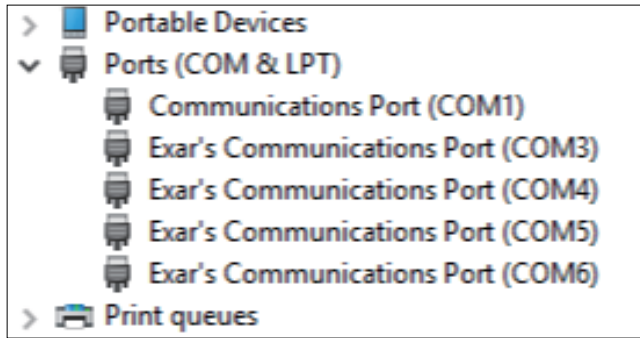 Portable Devices
Ports (COM & LPT)
Communications Port (COM1)
Exar's Communications Port (COM3)
Exar's Communications Port (COM4)
Exar's Communications Port (COM5)
Exar's Communications Port (COM6)
Print queues